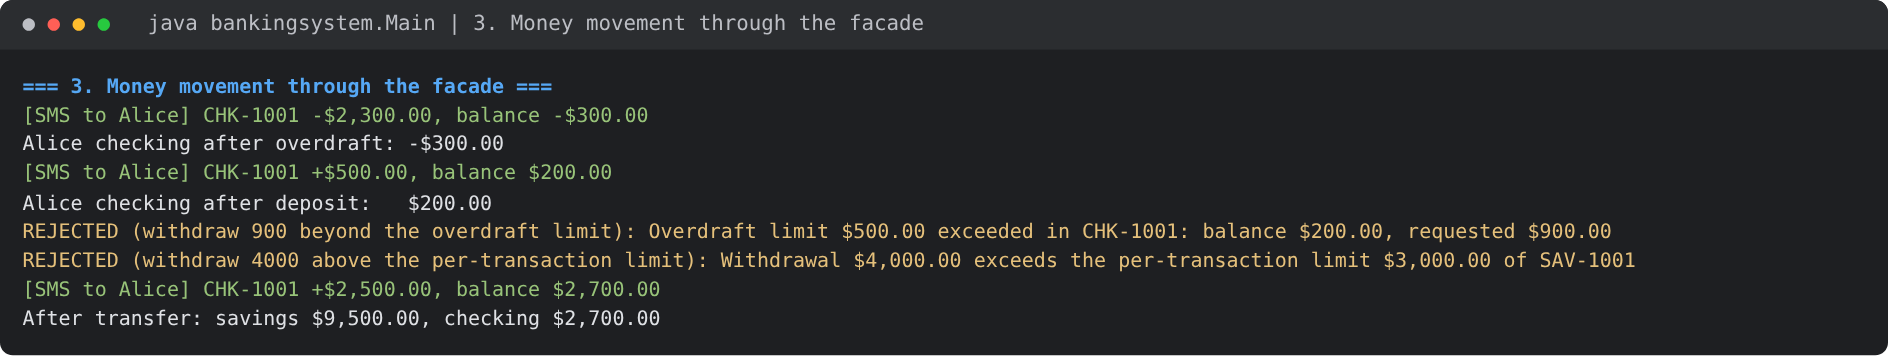 java bankingsystem.Main | 3. Money movement through the facade
=== 3. Money movement through the facade ===
[SMS to Alice] CHK-1001 -$2,300.00, balance -$300.00
Alice checking after overdraft: -$300.00
[SMS to Alice] CHK-1001 +$500.00, balance $200.00
Alice checking after deposit:   $200.00
REJECTED (withdraw 900 beyond the overdraft limit): Overdraft limit $500.00 exceeded in CHK-1001: balance $200.00, requested $900.00
REJECTED (withdraw 4000 above the per-transaction limit): Withdrawal $4,000.00 exceeds the per-transaction limit $3,000.00 of SAV-1001
[SMS to Alice] CHK-1001 +$2,500.00, balance $2,700.00
After transfer: savings $9,500.00, checking $2,700.00